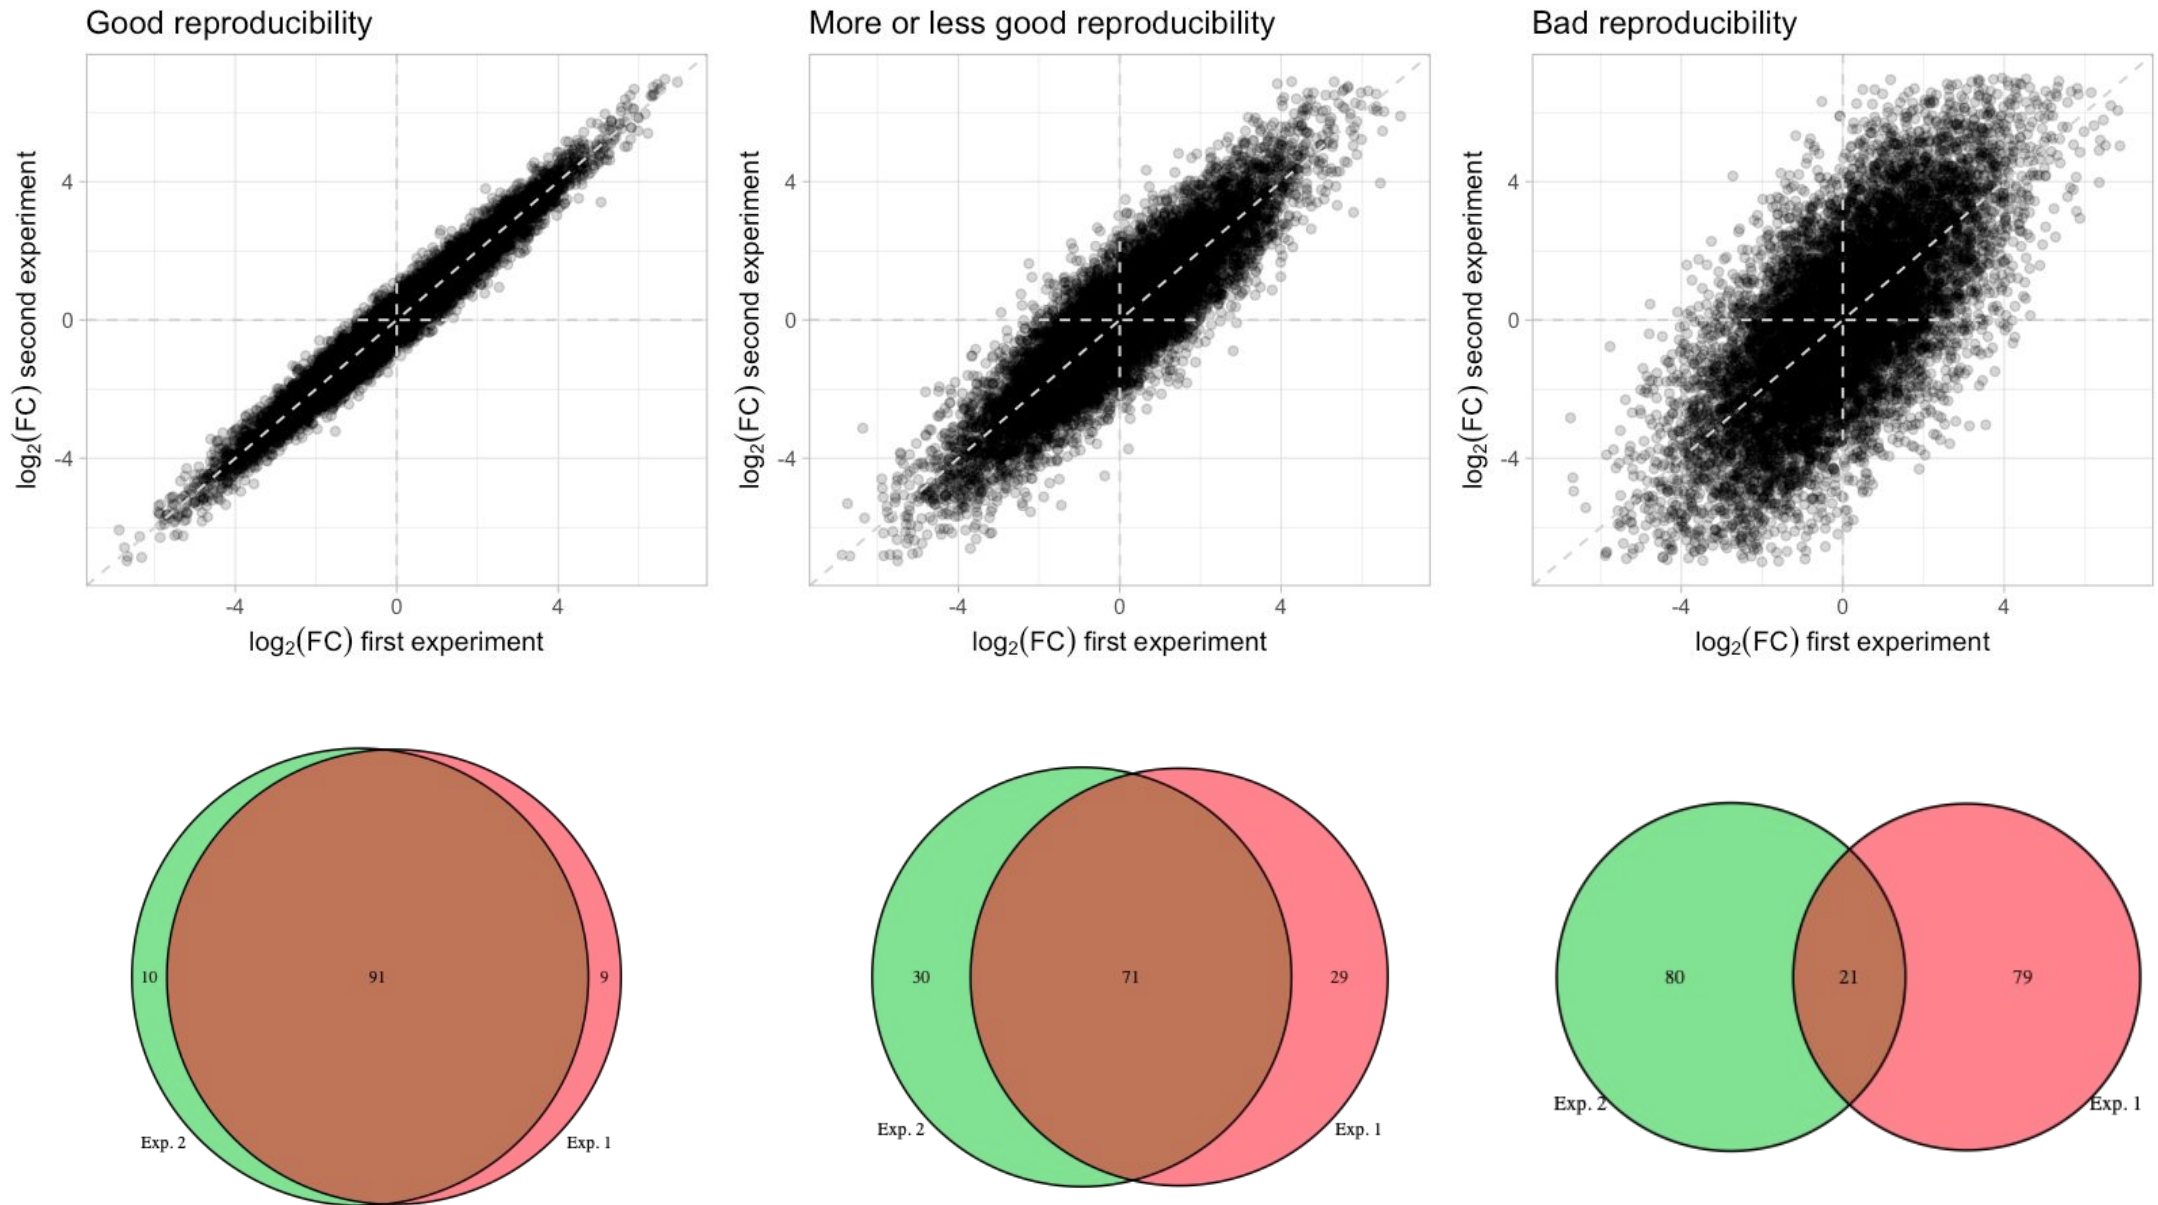 Good reproducibility
More or less good reproducibility
Bad reproducibility
log₂(FC) second experiment
4
0
-4
-4
0
4
log₂(FC) first experiment
log₂(FC) second experiment
4
0
-4
-4
0
4
log₂(FC) first experiment
log₂(FC) second experiment
4
0
-4
-4
0
4
log₂(FC) first experiment
10
91
9
Exp. 2
Exp. 1
30
71
29
Exp. 2
Exp. 1
80
21
79
Exp. 2
Exp. 1